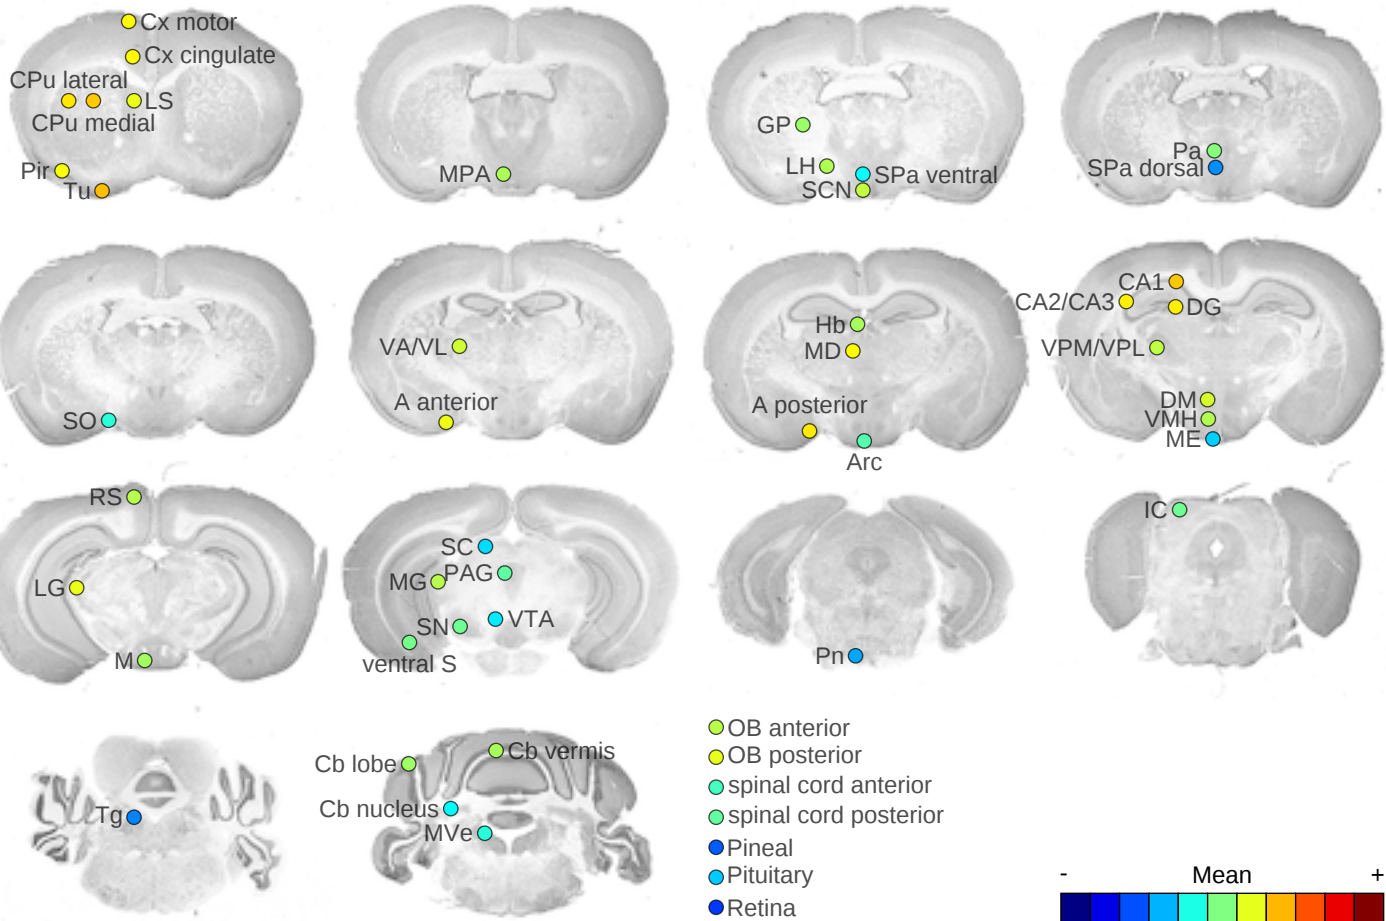 Cx motor
Cx cingulate
CPu lateral
LS
CPu medial
Pir
Tu
MPA
GP
LH
SPa ventral
SCN
Pa
SPa dorsal
SO
VA/VL
A anterior
Hb
MD
A posterior
Arc
CA1
CA2/CA3
DG
VPM/VPL
DM
VMH
ME
RS
LG
M
SC
PAG
MG
VTA
SN
ventral S
Pn
IC
Tg
Cb lobe
Cb vermis
Cb nucleus
MVe
OB anterior
OB posterior
spinal cord anterior
spinal cord posterior
Pineal
Pituitary
Retina
- Mean +